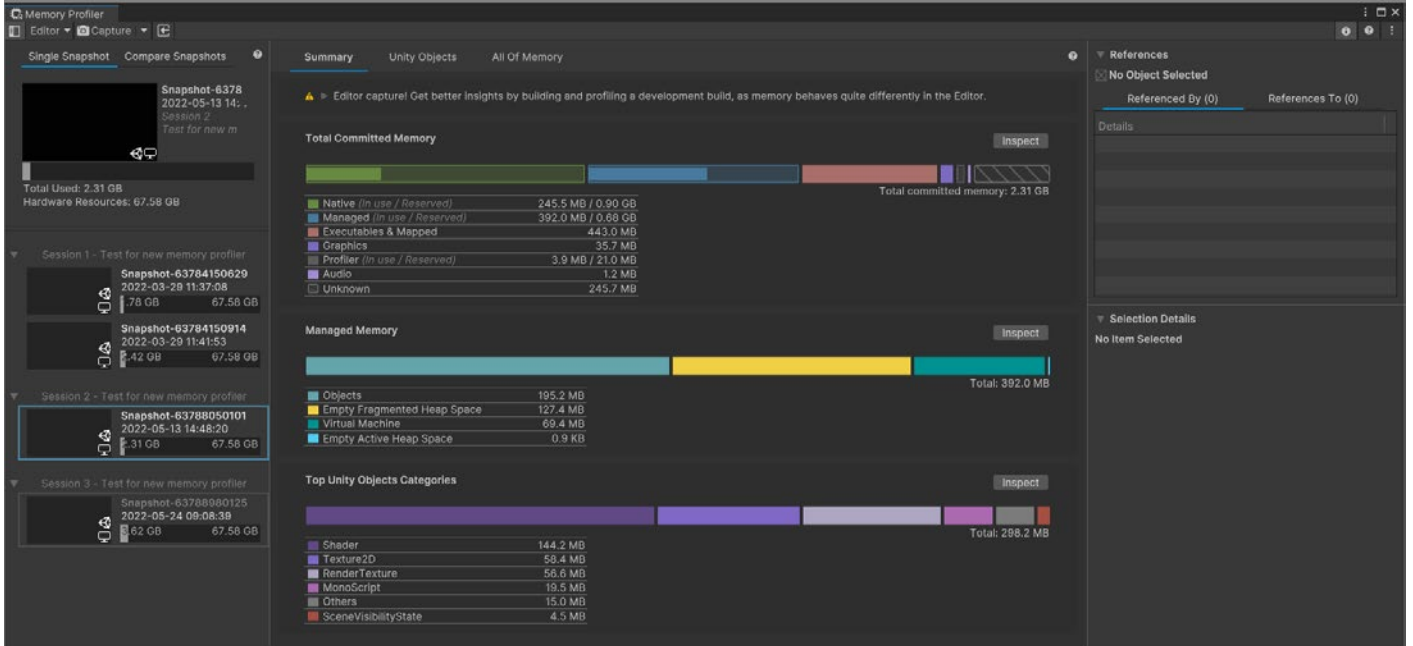 Memory Profiler
Editor Capture
Single Snapshot Compare Snapshots
Snapshot-6378
2022-05-13 14:
Session 2
Test for new m
Total Used: 2.31 GB
Hardware Resources: 67.58 GB
Session 1 - Test for new memory profiler
Snapshot-63784150629
2022-03-29 11:37:08
.78 GB 67.58 GB
Snapshot-63784150914
2022-03-29 11:41:53
2.42 GB 67.58 GB
Session 2 - Test for new memory profiler
Snapshot-63788050101
2022-05-13 14:48:20
2.31 GB 67.58 GB
Session 3 - Test for new memory profiler
Snapshot-63788980125
2022-05-24 09:08:39
3.62 GB 67.58 GB
Summary Unity Objects All Of Memory
Editor capture! Get better insights by building and profiling a development build, as memory behaves quite differently in the Editor.
Total Committed Memory Inspect
Total committed memory: 2.31 GB
Native (In use / Reserved) 245.5 MB / 0.90 GB
Managed (In use / Reserved) 392.0 MB / 0.68 GB
Executables & Mapped 443.0 MB
Graphics 35.7 MB
Profiler (In use / Reserved) 3.9 MB / 21.0 MB
Audio 1.2 MB
Unknown 245.7 MB
Managed Memory Inspect
Total: 392.0 MB
Objects 195.2 MB
Empty Fragmented Heap Space 127.4 MB
Virtual Machine 69.4 MB
Empty Active Heap Space 0.9 KB
Top Unity Objects Categories Inspect
Total: 298.2 MB
Shader 144.2 MB
Texture2D 58.4 MB
RenderTexture 56.6 MB
MonoScript 19.5 MB
Others 15.0 MB
SceneVisibilityState 4.5 MB
References
No Object Selected
Referenced By (0) References To (0)
Details
Selection Details
No Item Selected